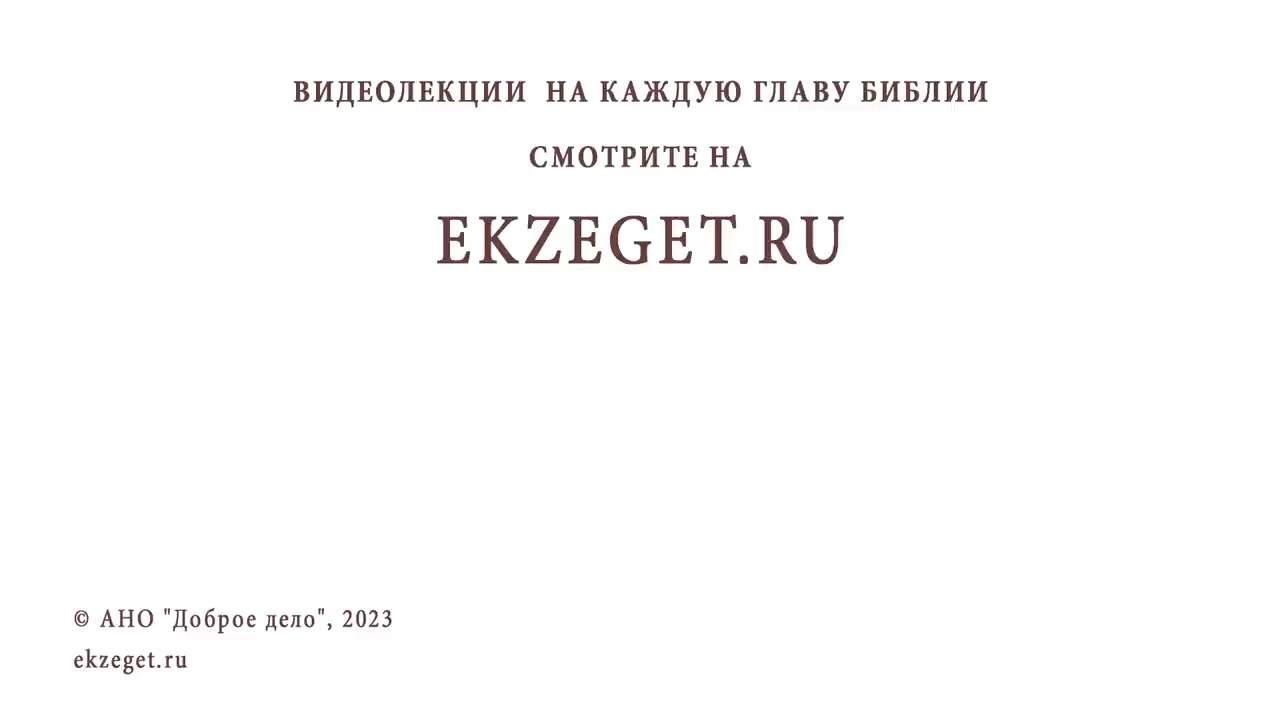 ВИДЕОЛЕКЦИИ НА КАЖДУЮ ГЛАВУ БИБЛИИ
СМОТРИТЕ НА
EKZEGET.RU
© АНО "Доброе дело", 2023
ekzeget.ru